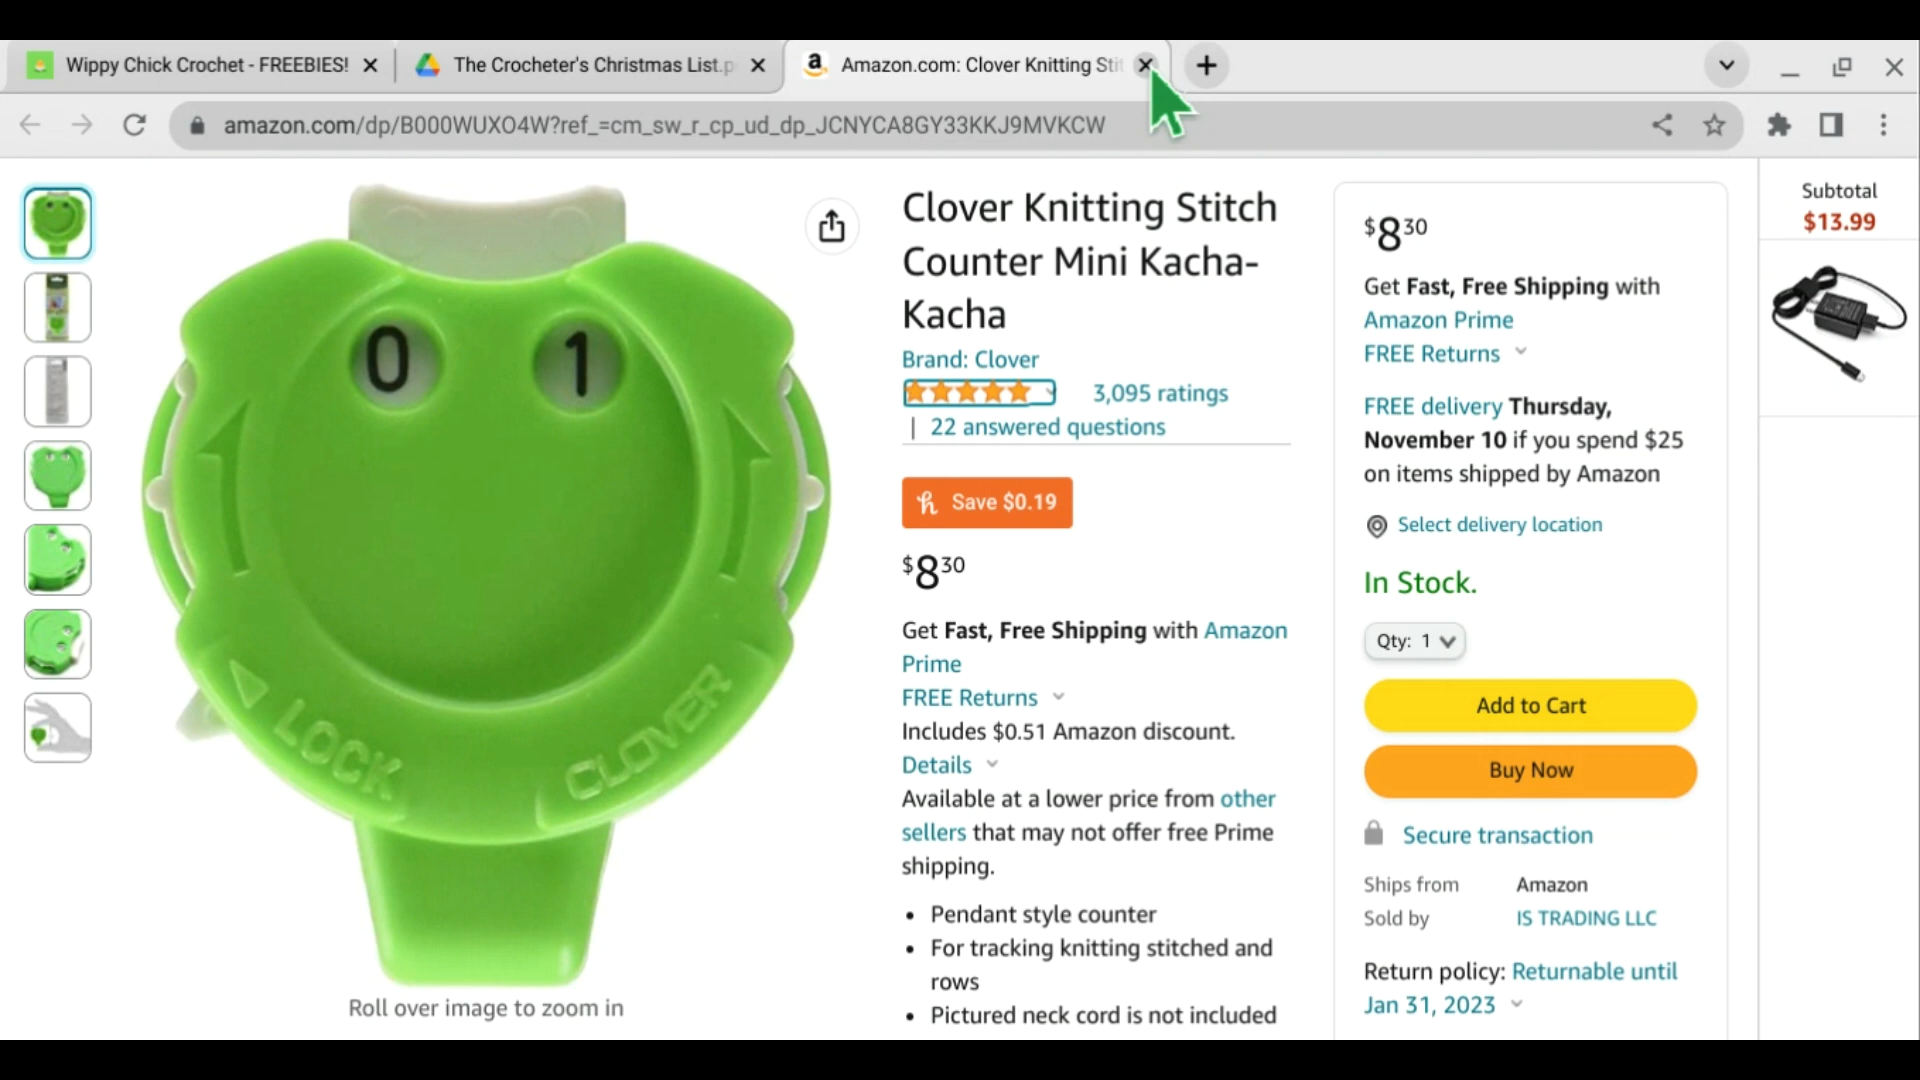 Wippy Chick Crochet - FREEBIES!
The Crocheter's Christmas List.p
Amazon.com: Clover Knitting Stit
amazon.com/dp/B000WUXO4W?ref_=cm_sw_r_cp_ud_dp_JCNYCA8GY33KKJ9MVKCW
0 1
LOCK
CLOVER
Roll over image to zoom in
Clover Knitting Stitch
Counter Mini Kacha-
Kacha
Brand: Clover
3,095 ratings
| 22 answered questions
Save $0.19
$8 30
Get Fast, Free Shipping with Amazon
Prime
FREE Returns
Includes $0.51 Amazon discount.
Details
Available at a lower price from other
sellers that may not offer free Prime
shipping.
• Pendant style counter
• For tracking knitting stitched and
rows
• Pictured neck cord is not included
$8 30
Get Fast, Free Shipping with
Amazon Prime
FREE Returns
FREE delivery Thursday,
November 10 if you spend $25
on items shipped by Amazon
Select delivery location
In Stock.
Qty: 1
Add to Cart
Buy Now
Secure transaction
Ships from Amazon
Sold by IS TRADING LLC
Return policy: Returnable until
Jan 31, 2023
Subtotal
$13.99